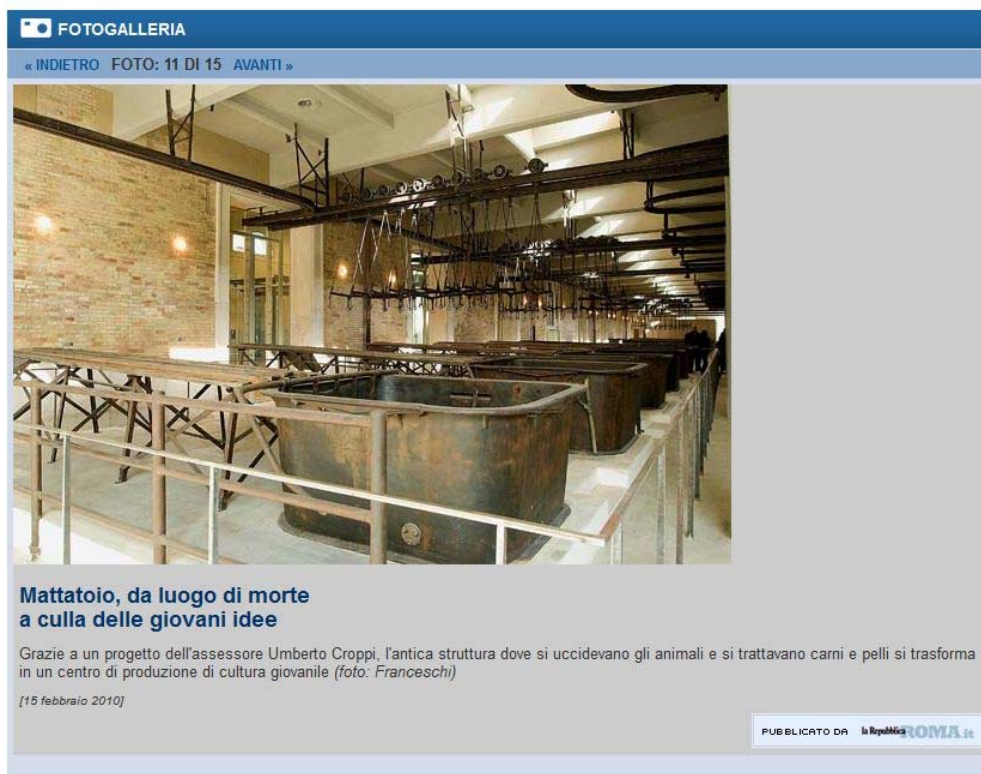 FOTOGALLERIA
« INDIETRO FOTO: 11 DI 15 AVANTI »
Mattatoio, da luogo di morte
a culla delle giovani idee
Grazie a un progetto dell'assessore Umberto Croppi, l'antica struttura dove si uccidevano gli animali e si trattavano carni e pelli si trasforma
in un centro di produzione di cultura giovanile (foto: Franceschi)
[15 febbraio 2010]
PUBBLICATO DA la Repubblica ROMA.it